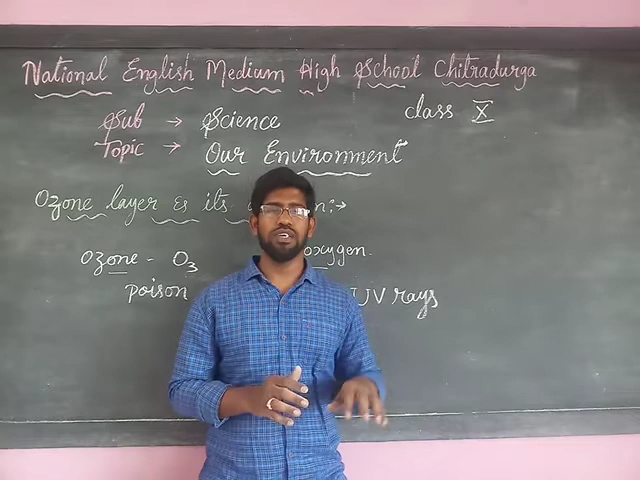 National English Medium High School Chitradurga
Sub → Science class X
Topic → Our Environment
Ozone layer & its
Ozone - O3 oxygen.
poison UV rays